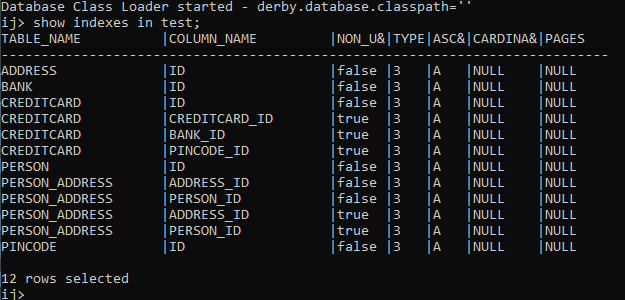 Database Class Loader started - derby.database.classpath=''
ij> show indexes in test;
TABLE_NAME          |COLUMN_NAME         |NON_U&|TYPE|ASC&|CARDINA&|PAGES
----------------------------------------------------------------------------
ADDRESS             |ID                  |false |3   |A   |NULL    |NULL
BANK                |ID                  |false |3   |A   |NULL    |NULL
CREDITCARD          |ID                  |false |3   |A   |NULL    |NULL
CREDITCARD          |CREDITCARD_ID       |true  |3   |A   |NULL    |NULL
CREDITCARD          |BANK_ID             |true  |3   |A   |NULL    |NULL
CREDITCARD          |PINCODE_ID          |true  |3   |A   |NULL    |NULL
PERSON              |ID                  |false |3   |A   |NULL    |NULL
PERSON_ADDRESS      |ADDRESS_ID          |false |3   |A   |NULL    |NULL
PERSON_ADDRESS      |PERSON_ID           |false |3   |A   |NULL    |NULL
PERSON_ADDRESS      |ADDRESS_ID          |true  |3   |A   |NULL    |NULL
PERSON_ADDRESS      |PERSON_ID           |true  |3   |A   |NULL    |NULL
PINCODE             |ID                  |false |3   |A   |NULL    |NULL
12 rows selected
ij>